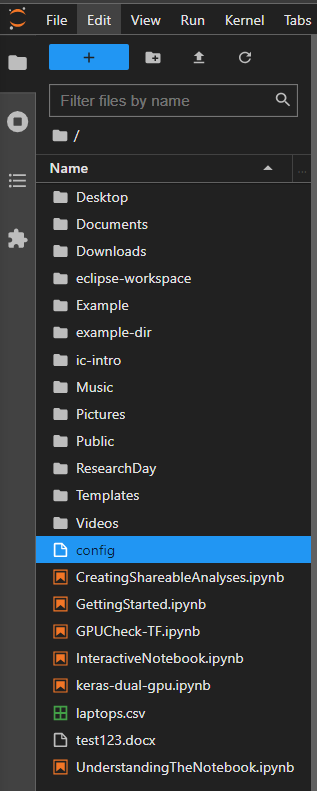 File Edit View Run Kernel Tabs
Filter files by name
/
Name ...
Desktop
Documents
Downloads
eclipse-workspace
Example
example-dir
ic-intro
Music
Pictures
Public
ResearchDay
Templates
Videos
config
CreatingShareableAnalyses.ipynb
GettingStarted.ipynb
GPUCheck-TF.ipynb
InteractiveNotebook.ipynb
keras-dual-gpu.ipynb
laptops.csv
test123.docx
UnderstandingTheNotebook.ipynb